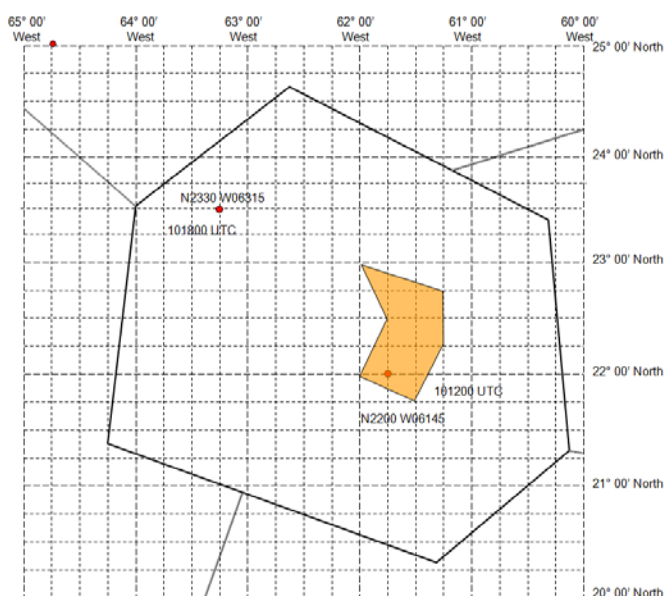 65° 00' 64° 00' 63° 00' 62° 00' 61° 00' 60° 00'
West West West West West West
25° 00' North
24° 00' North
N2330 W06315
101800 UTC
23° 00' North
22° 00' North
101200 UTC
N2200 W06145
21° 00' North
20° 00' North